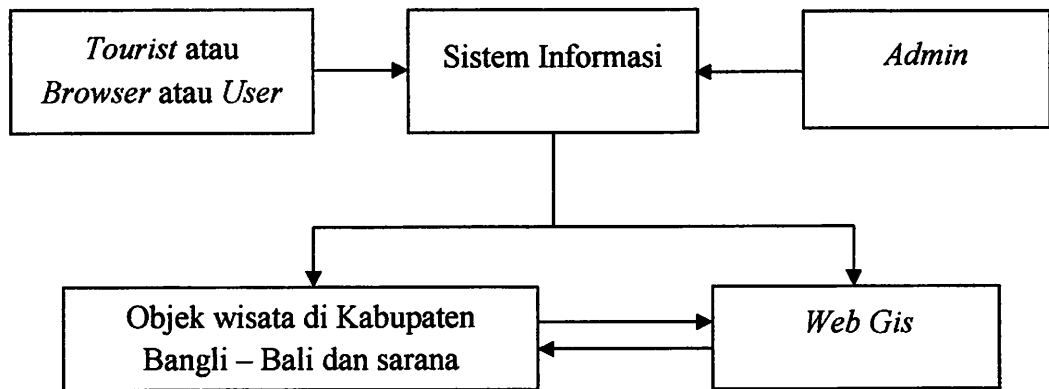 Tourist atau
Browser atau User
Sistem Informasi
Admin
Objek wisata di Kabupaten
Bangli – Bali dan sarana
Web Gis